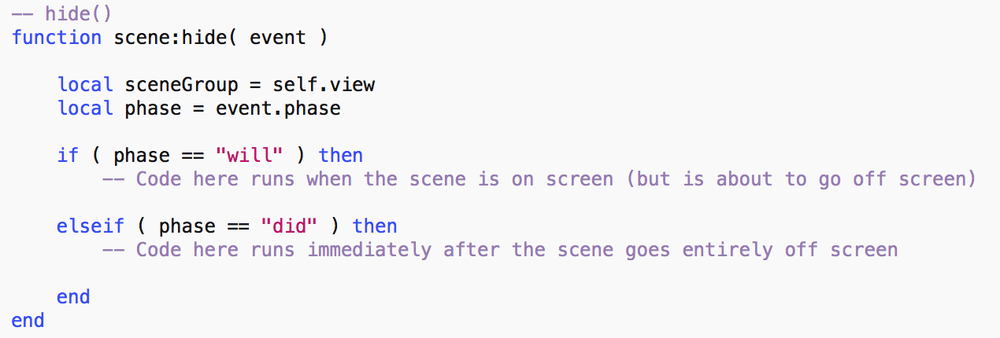 -- hide()
function scene:hide( event )
local sceneGroup = self.view
local phase = event.phase
if ( phase == "will" ) then
-- Code here runs when the scene is on screen (but is about to go off screen)
elseif ( phase == "did" ) then
-- Code here runs immediately after the scene goes entirely off screen
end
end